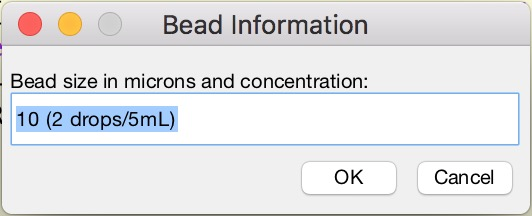 Bead Information
Bead size in microns and concentration:
10 (2 drops/5mL)
OK
Cancel